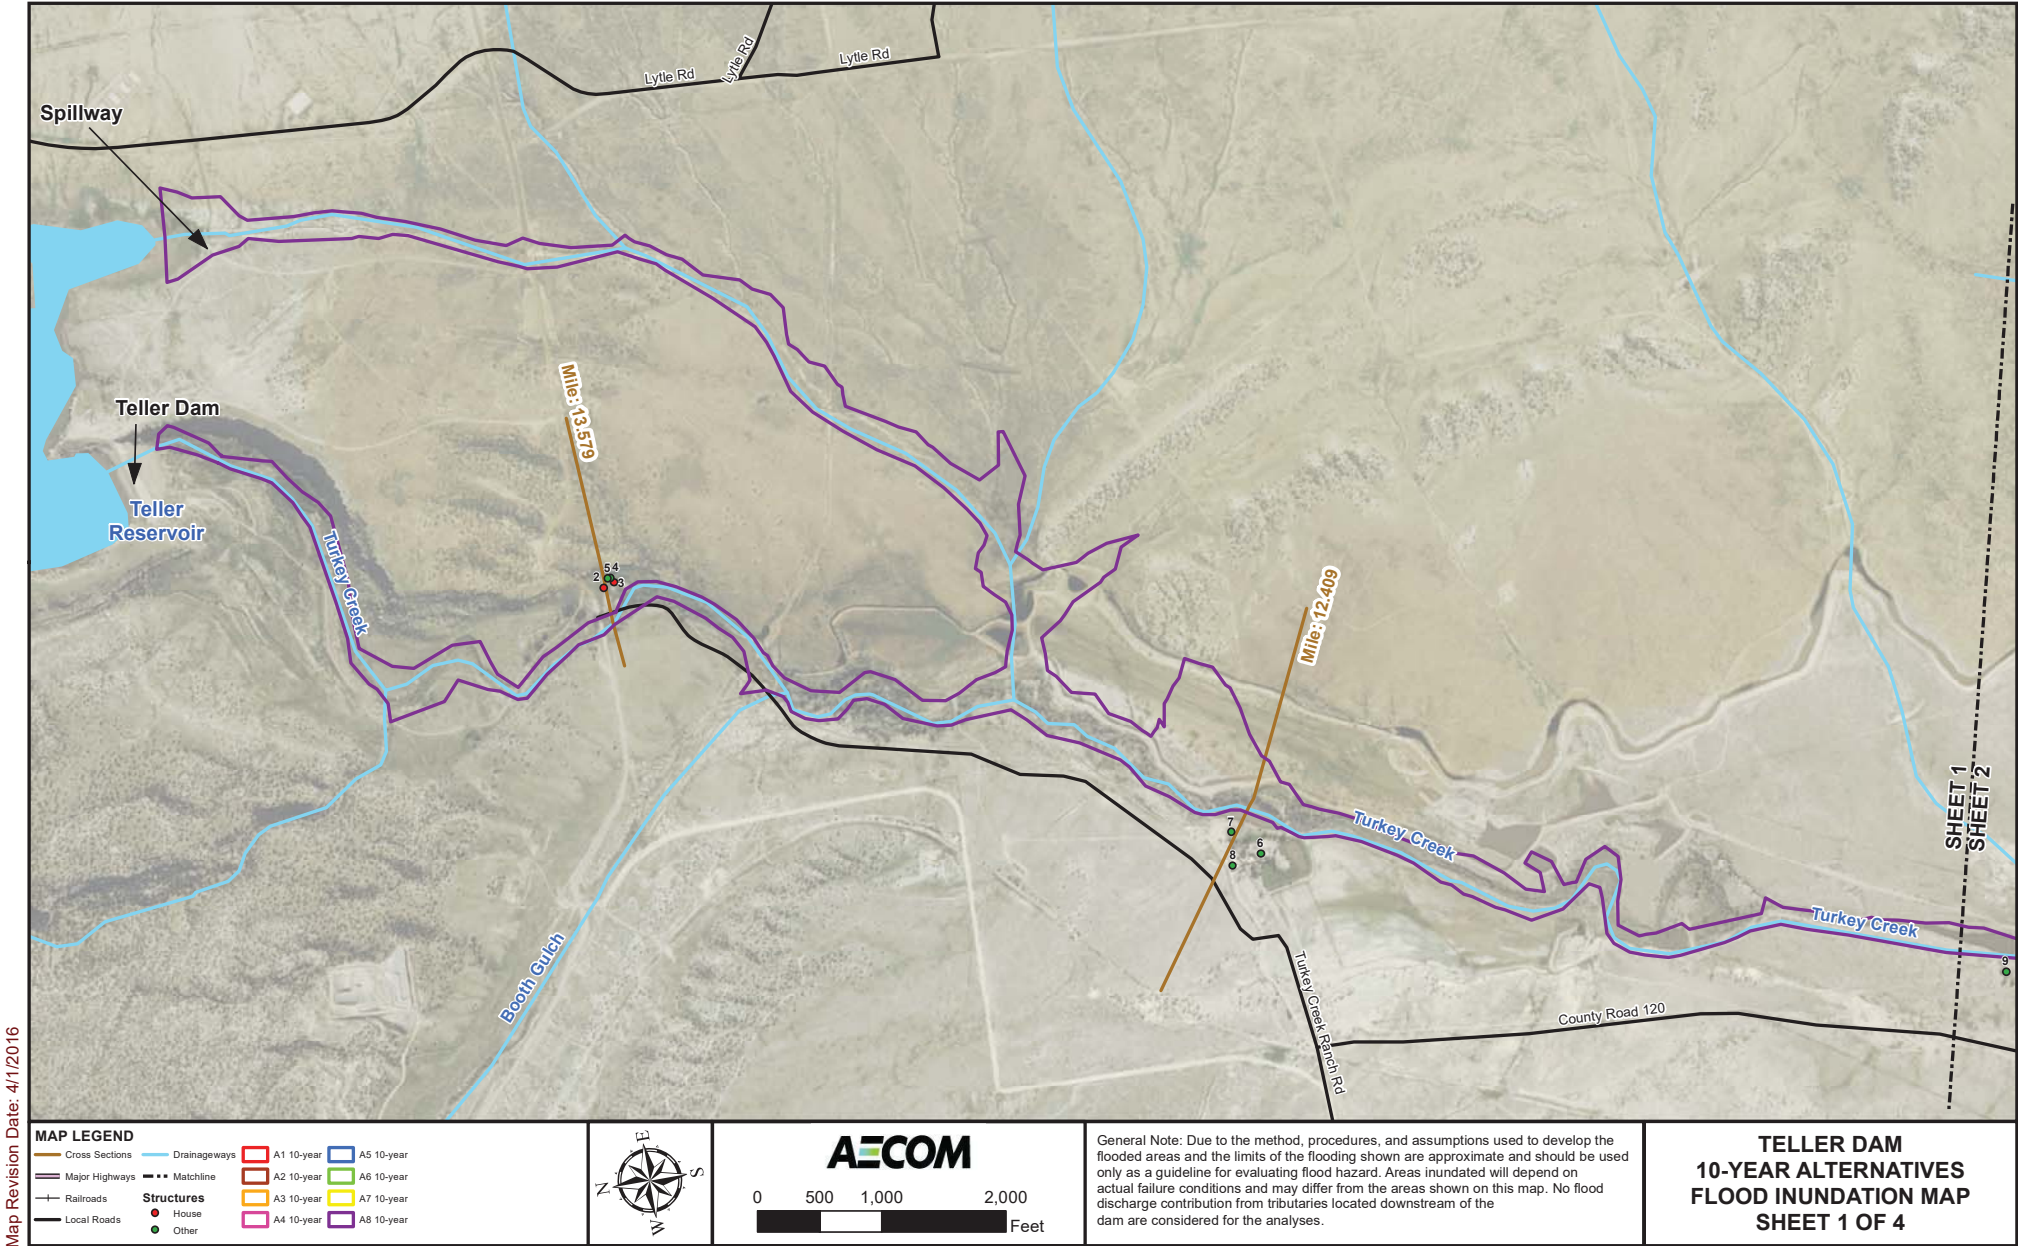 Lytle Rd
Lytle Rd
Lytle Rd
Spillway
Mile: 13.579
Teller Dam
Teller
Reservoir
Turkey Creek
5 4
2
3
Mile: 12.409
SHEET 1
SHEET 2
7
6
8
Turkey Creek
Turkey Creek
9
Booth Gulch
Turkey Creek Ranch Rd
County Road 120
Map Revision Date: 4/1/2016
MAP LEGEND
Cross Sections
Major Highways
Railroads
Local Roads
Drainageways
Matchline
Structures
House
Other
A1 10-year
A2 10-year
A3 10-year
A4 10-year
A5 10-year
A6 10-year
A7 10-year
A8 10-year
E
S
N
W
AECOM
0 500 1,000 2,000
Feet
General Note: Due to the method, procedures, and assumptions used to develop the
flooded areas and the limits of the flooding shown are approximate and should be used
only as a guideline for evaluating flood hazard. Areas inundated will depend on
actual failure conditions and may differ from the areas shown on this map. No flood
discharge contribution from tributaries located downstream of the
dam are considered for the analyses.
TELLER DAM
10-YEAR ALTERNATIVES
FLOOD INUNDATION MAP
SHEET 1 OF 4